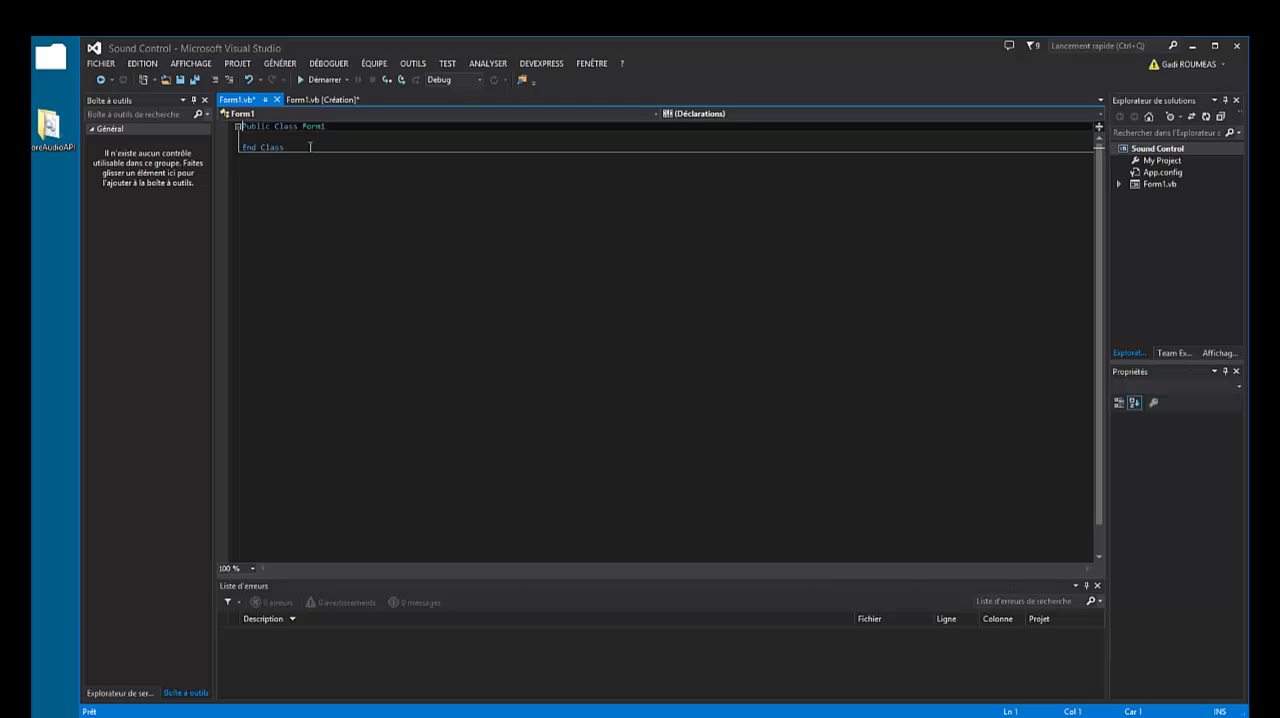 Sound Control - Microsoft Visual Studio
9
Lancement rapide (Ctrl+Q)
FICHIER EDITION AFFICHAGE PROJET GÉNÉRER DÉBOGUER ÉQUIPE OUTILS TEST ANALYSER DEVEXPRESS FENÊTRE ?
Gadi ROUMEAS
Démarrer
Debug
Boîte à outils
Form1.vb*
Form1.vb [Création]*
Explorateur de solutions
Boîte à outils de recherche
Form1
(Déclarations)
Général
Public Class Form1
End Class
Rechercher dans l'Explorateur
Il n'existe aucun contrôle
utilisable dans ce groupe. Faites
glisser un élément ici pour
l'ajouter à la boîte à outils.
oreAudioAPI
Sound Control
My Project
App.config
Form1.vb
Explorat... Team Ex... Affichag...
Propriétés
100 %
Liste d'erreurs
0 erreurs
0 avertissements
0 messages
Liste d'erreurs de recherche
Description
Fichier
Ligne
Colonne
Projet
Explorateur de ser...
Boîte à outils
Prêt
Ln 1
Col 1
Car 1
INS